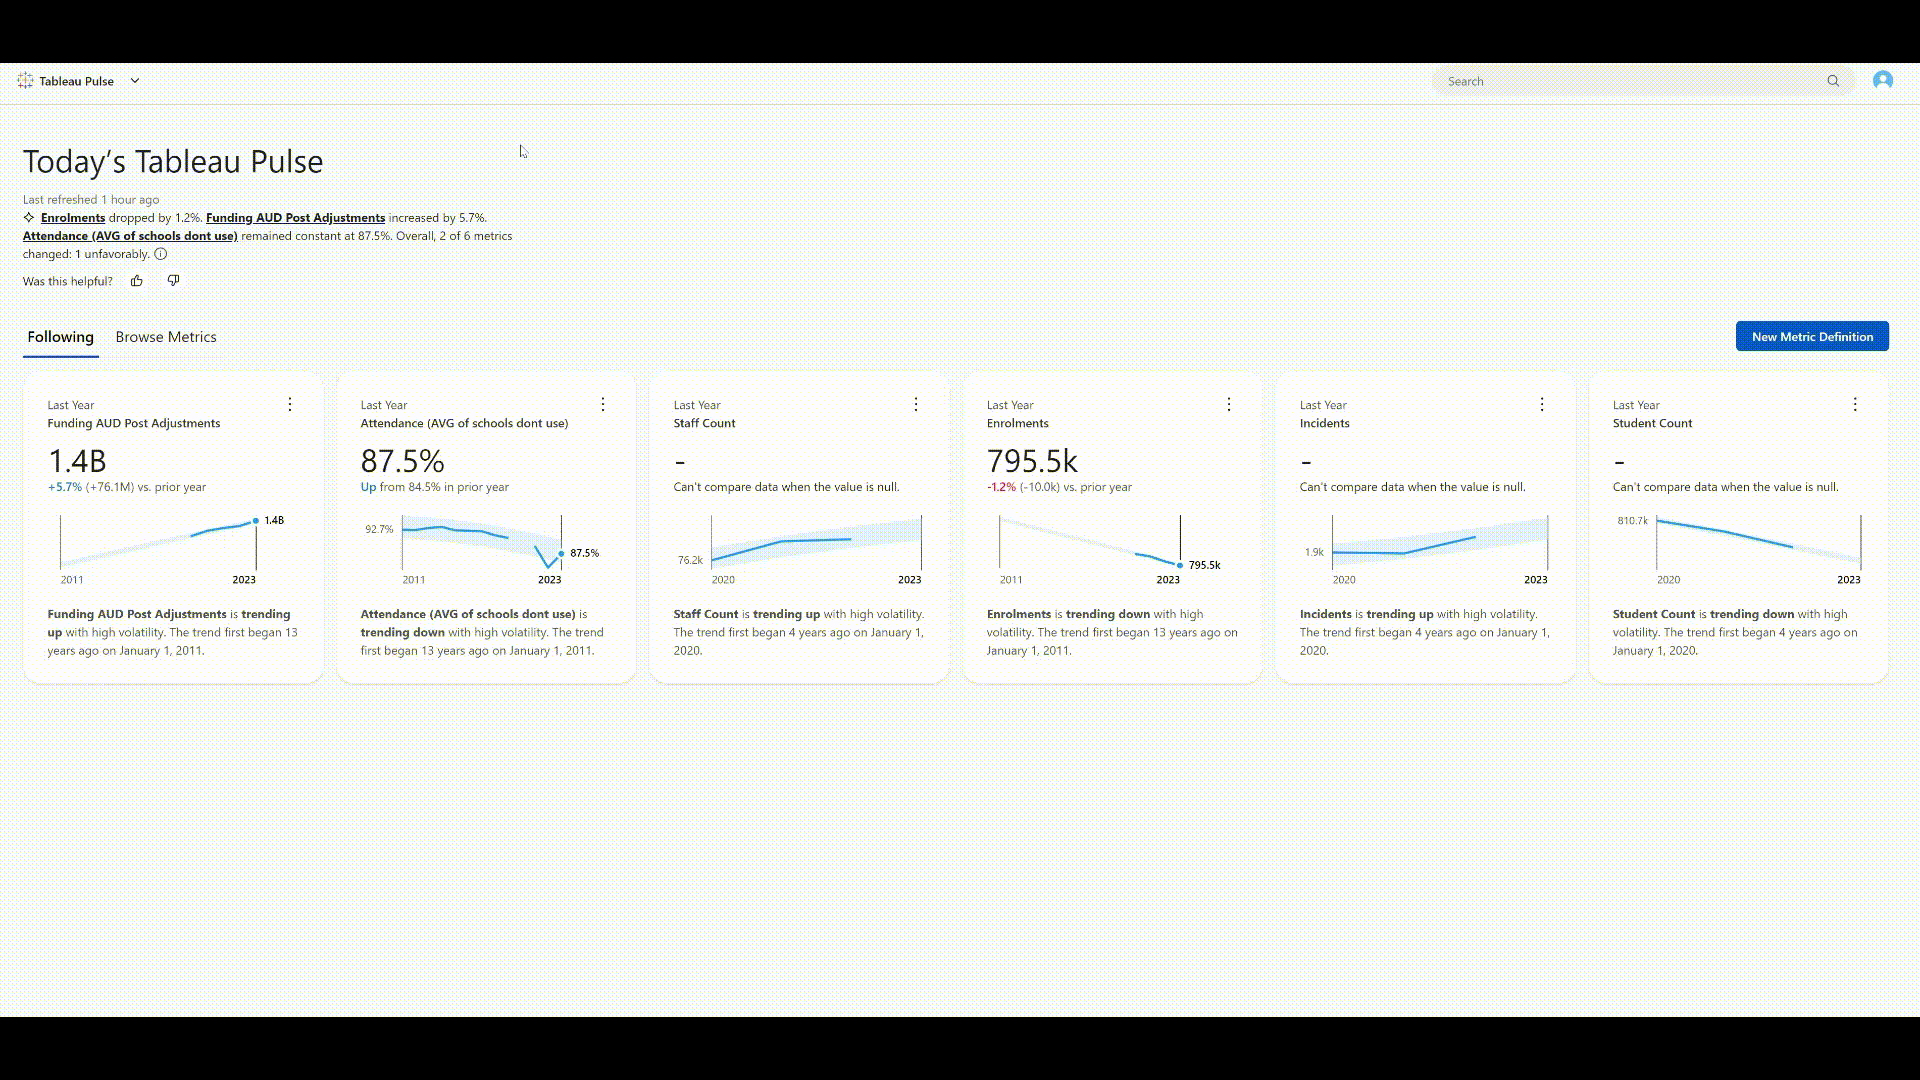 Tableau Pulse
Search
Today's Tableau Pulse
Last refreshed 1 hour ago
Enrolments dropped by 1.2%. Funding AUD Post Adjustments increased by 5.7%.
Attendance (AVG of schools dont use) remained constant at 87.5%. Overall, 2 of 6 metrics
changed: 1 unfavorably.
Was this helpful?
Following
Browse Metrics
New Metric Definition
Last Year
Funding AUD Post Adjustments
1.4B
+5.7% (+76.1M) vs. prior year
1.4B
2011
2023
Funding AUD Post Adjustments is trending
up with high volatility. The trend first began 13
years ago on January 1, 2011.
Last Year
Attendance (AVG of schools dont use)
87.5%
Up from 84.5% in prior year
92.7%
87.5%
2011
2023
Attendance (AVG of schools dont use) is
trending down with high volatility. The trend
first began 13 years ago on January 1, 2011.
Last Year
Staff Count
-
Can't compare data when the value is null.
76.2k
2020
2023
Staff Count is trending up with high volatility.
The trend first began 4 years ago on January 1,
2020.
Last Year
Enrolments
795.5k
-1.2% (-10.0k) vs. prior year
795.5k
2011
2023
Enrolments is trending down with high
volatility. The trend first began 13 years ago on
January 1, 2011.
Last Year
Incidents
-
Can't compare data when the value is null.
1.9k
2020
2023
Incidents is trending up with high volatility.
The trend first began 4 years ago on January 1,
2020.
Last Year
Student Count
-
Can't compare data when the value is null.
810.7k
2020
2023
Student Count is trending down with high
volatility. The trend first began 4 years ago on
January 1, 2020.